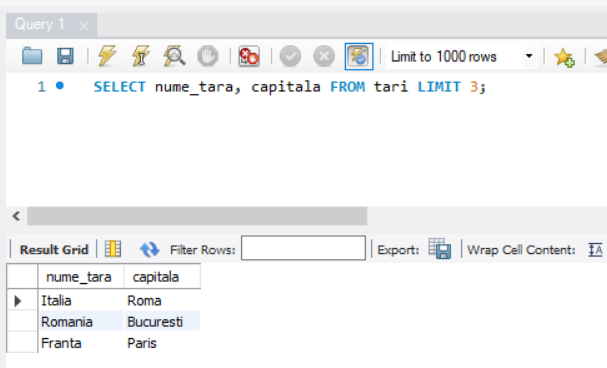 Query 1
Limit to 1000 rows
1 SELECT nume_tara, capitala FROM tari LIMIT 3;
Result Grid Filter Rows: Export: Wrap Cell Content: IA
nume_tara capitala
Italia Roma
Romania Bucuresti
Franta Paris